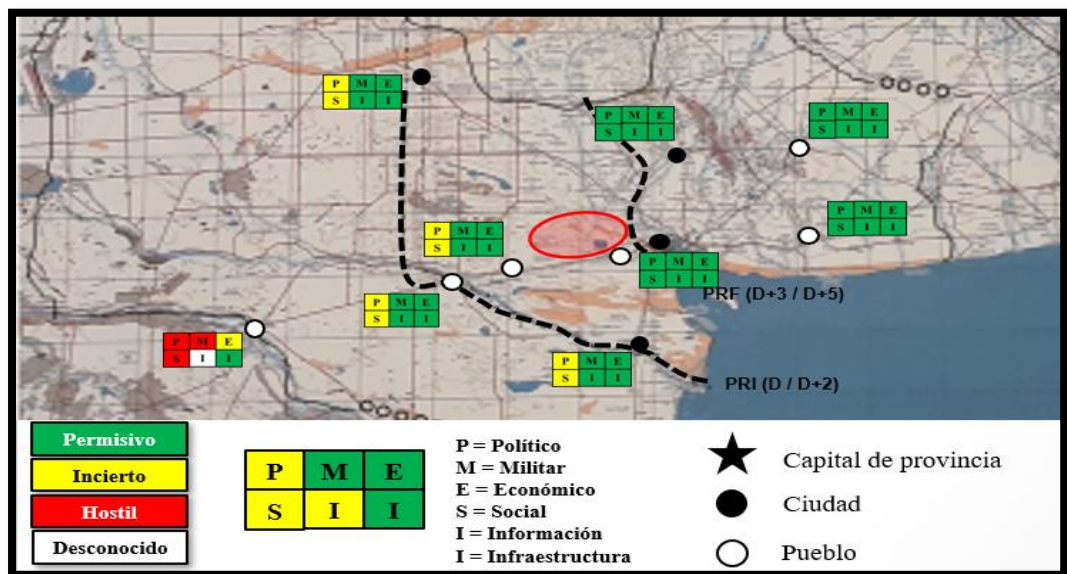 P M E
S I I
P M E
S I I
P M E
S I I
P M E
S I I
P M E
S I I
P M E
S I I
PRF (D+3 / D+5)
P M E
S I I
P M E
S I I
P M E
S I I
PRI (D / D+2)
Permisivo
Incierto
Hostil
Desconocido
P M E
S I I
P = Político
M = Militar
E = Económico
S = Social
I = Información
I = Infraestructura
Capital de provincia
Ciudad
Pueblo